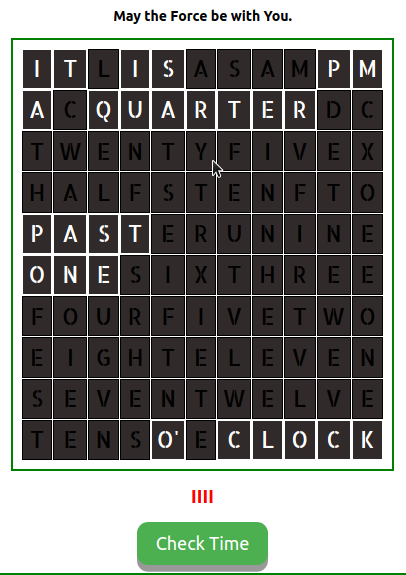 May the Force be with You.
I T L I S A S A M P M
A C Q U A R T E R D C
T W E N T Y F I V E X
H A L F S T E N F T O
P A S T E R U N I N E
O N E S I X T H R E E
F O U R F I V E T W O
E I G H T E L E V E N
S E V E N T W E L V E
T E N S O' E C L O C K
IIII
Check Time